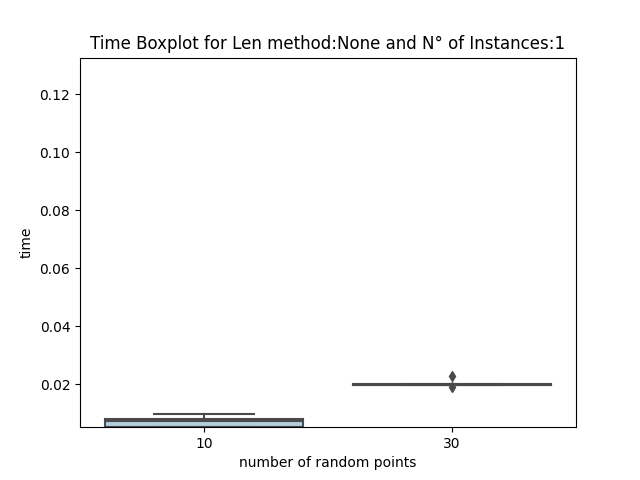 Time Boxplot for Len method:None and N° of Instances:1
0.12
0.10
0.08
0.06
0.04
0.02
time
10 30
number of random points